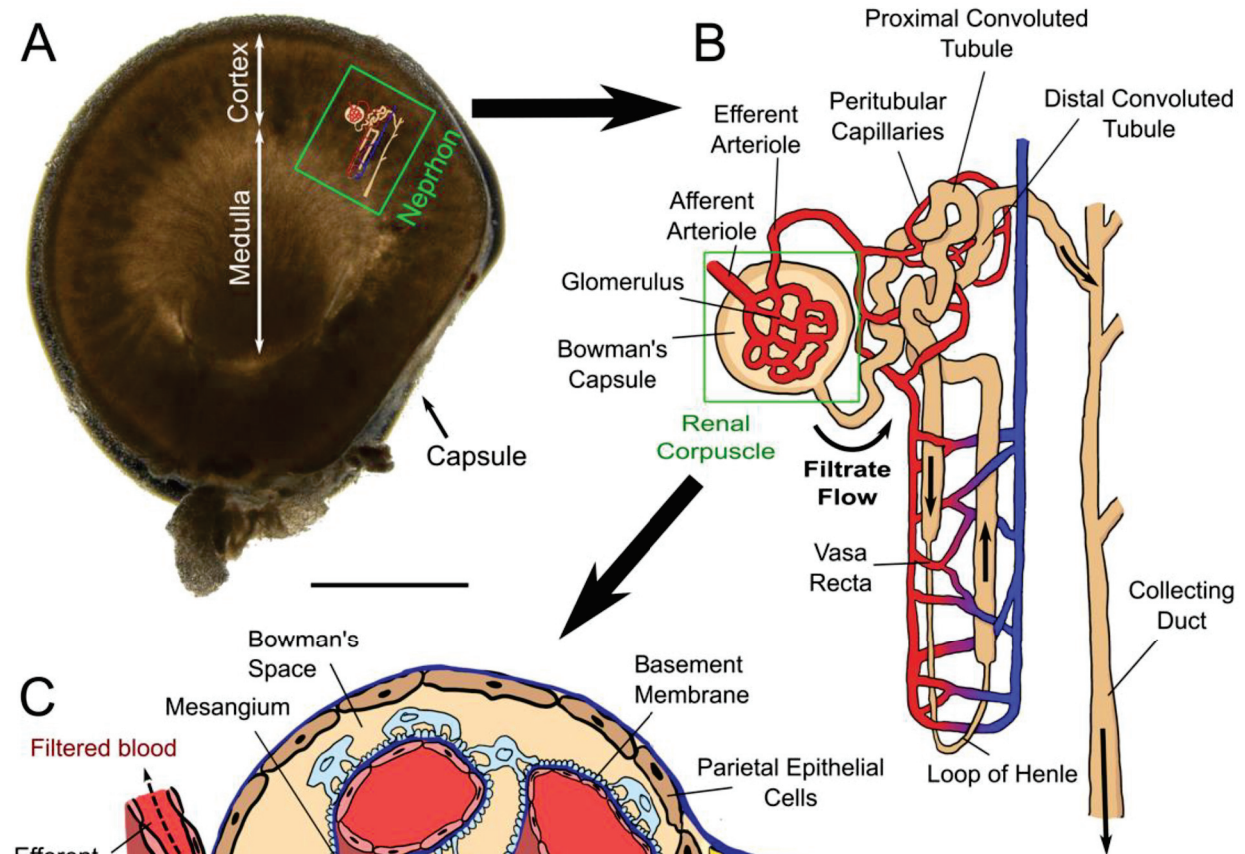 A
Cortex
Medulla
Neprhon
Capsule
B
Proximal Convoluted
Tubule
Efferent
Arteriole
Peritubular
Capillaries
Distal Convoluted
Tubule
Afferent
Arteriole
Glomerulus
Bowman's
Capsule
Renal
Corpuscle
Filtrate
Flow
Vasa
Recta
Collecting
Duct
Loop of Henle
C
Bowman's
Space
Mesangium
Basement
Membrane
Filtered blood
Parietal Epithelial
Cells
Efferent